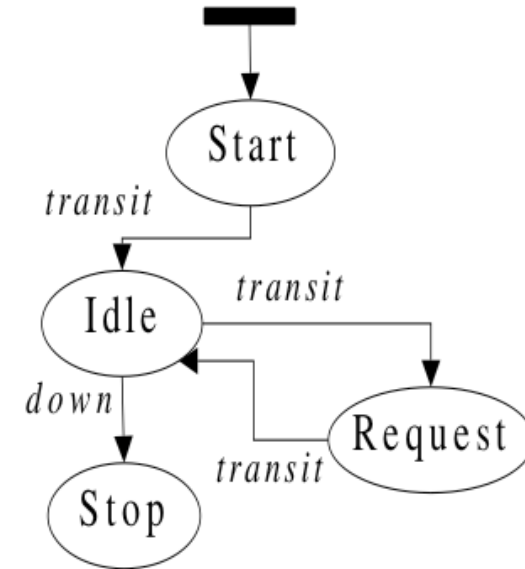 Start
transit
Idle
transit
down
Request
transit
Stop